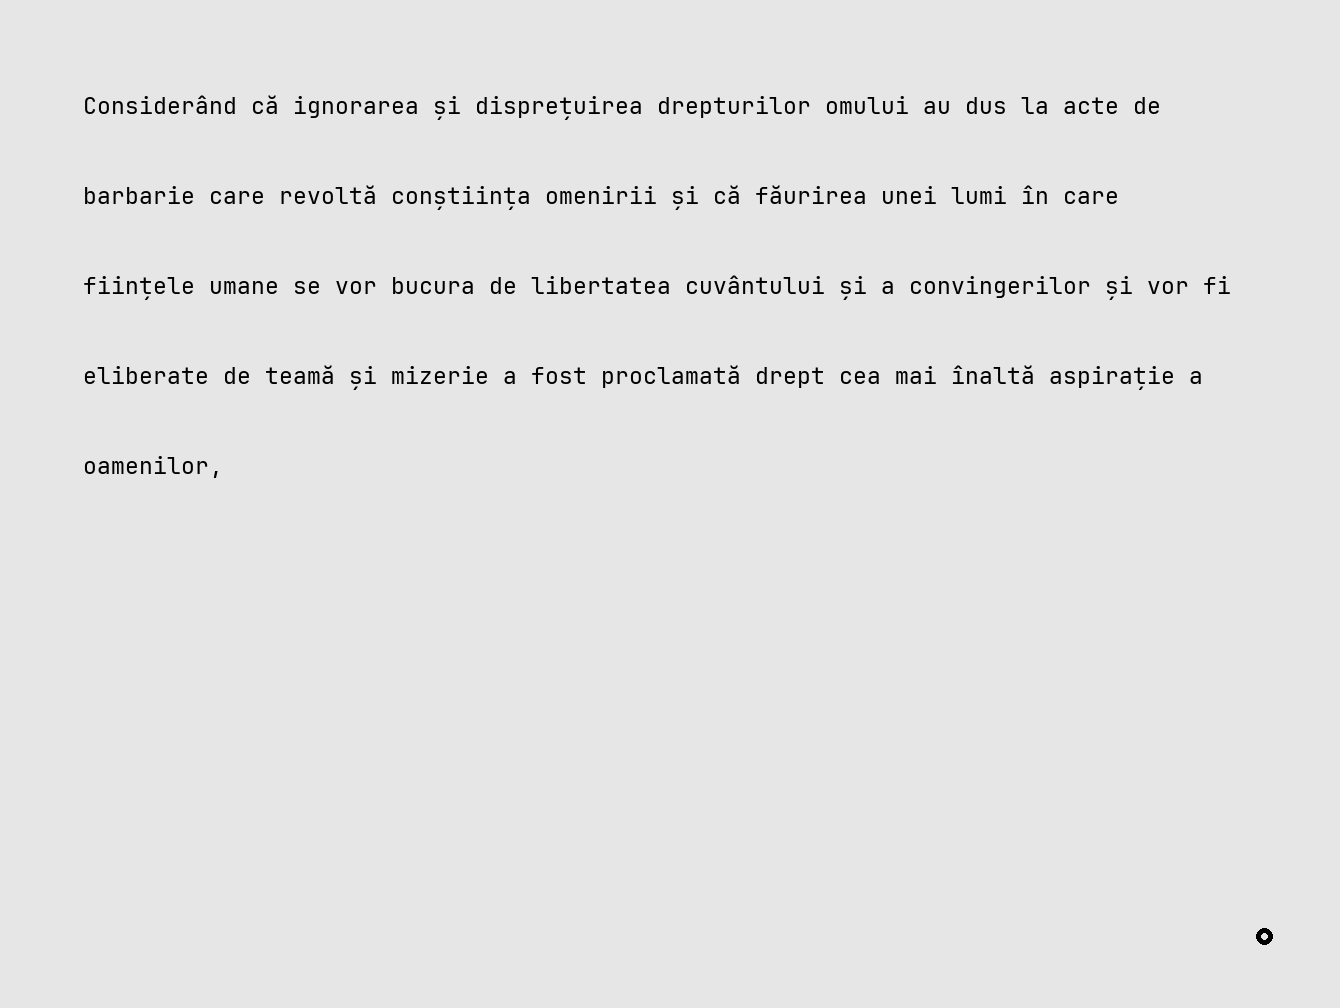 Considerând că ignorarea și disprețuirea drepturilor omului au dus la acte de
barbarie care revoltă conștiința omenirii și că făurirea unei lumi în care
ființele umane se vor bucura de libertatea cuvântului și a convingerilor și vor fi
eliberate de teamă și mizerie a fost proclamată drept cea mai înaltă aspirație a
oamenilor,